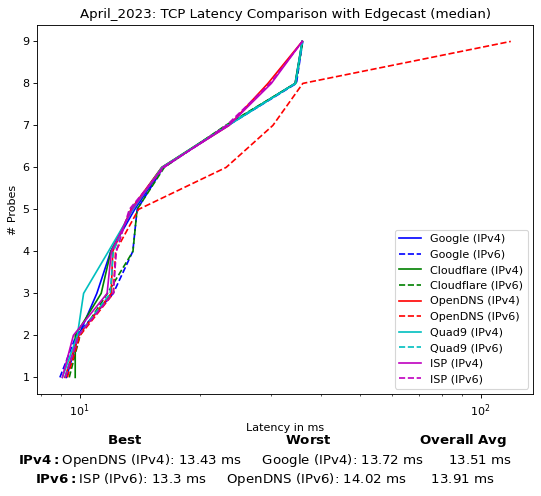 April_2023: TCP Latency Comparison with Edgecast (median)
9
8
7
6
5
4
3
2
1
# Probes
Google (IPv4)
Google (IPv6)
Cloudflare (IPv4)
Cloudflare (IPv6)
OpenDNS (IPv4)
OpenDNS (IPv6)
Quad9 (IPv4)
Quad9 (IPv6)
ISP (IPv4)
ISP (IPv6)
10¹ 10²
Latency in ms
Best Worst Overall Avg
IPv4: OpenDNS (IPv4): 13.43 ms Google (IPv4): 13.72 ms 13.51 ms
IPv6: ISP (IPv6): 13.3 ms OpenDNS (IPv6): 14.02 ms 13.91 ms